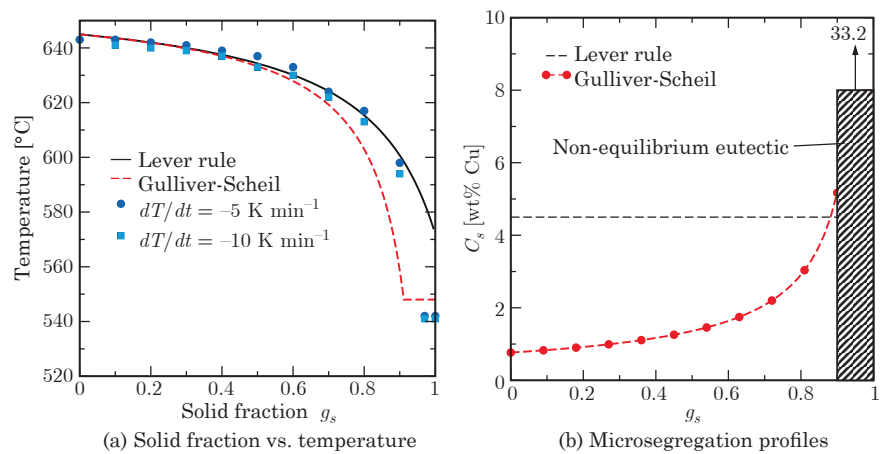 640
620
600
580
560
540
520
Temperature [°C]
Lever rule
Gulliver-Scheil
dT/dt = –5 K min⁻¹
dT/dt = –10 K min⁻¹
0 0.2 0.4 0.6 0.8 1
Solid fraction gₛ
(a) Solid fraction vs. temperature
33.2
10
8
6
4
2
0
Cₛ [wt% Cu]
Lever rule
Gulliver-Scheil
Non-equilibrium eutectic
0 0.2 0.4 0.6 0.8 1
gₛ
(b) Microsegregation profiles